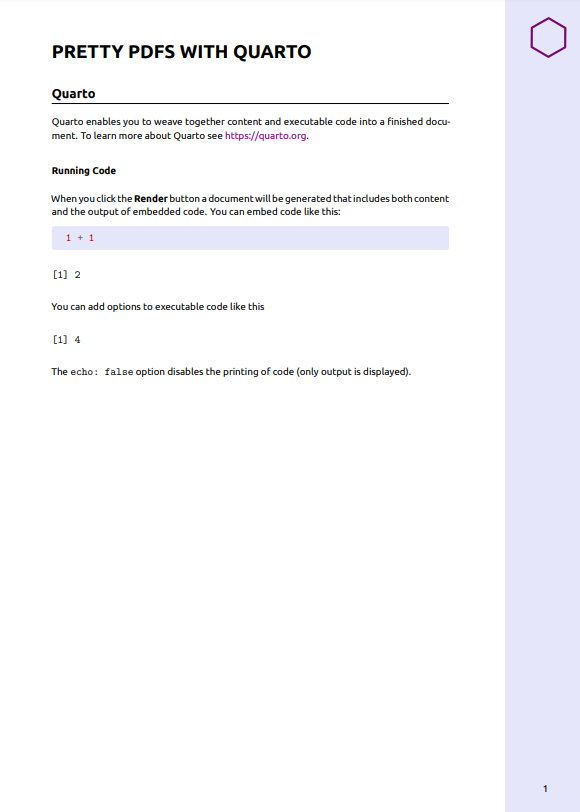 PRETTY PDFS WITH QUARTO
Quarto
Quarto enables you to weave together content and executable code into a finished docu-
ment. To learn more about Quarto see https://quarto.org.
Running Code
When you click the Render button a document will be generated that includes both content
and the output of embedded code. You can embed code like this:
1 + 1
[1] 2
You can add options to executable code like this
[1] 4
The echo: false option disables the printing of code (only output is displayed).
1